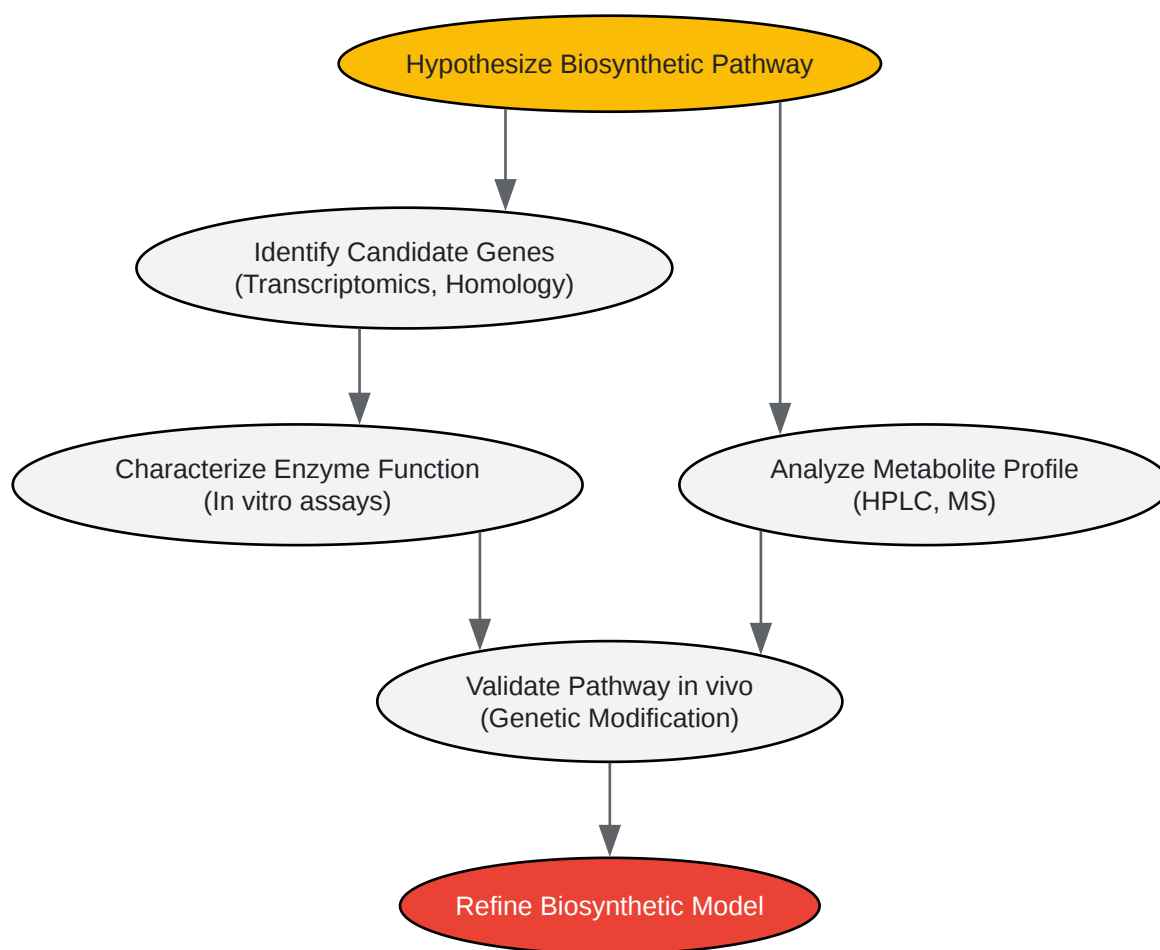 Hypothesize Biosynthetic Pathway
Identify Candidate Genes
(Transcriptomics, Homology)
Characterize Enzyme Function
(In vitro assays)
Analyze Metabolite Profile
(HPLC, MS)
Validate Pathway in vivo
(Genetic Modification)
Refine Biosynthetic Model